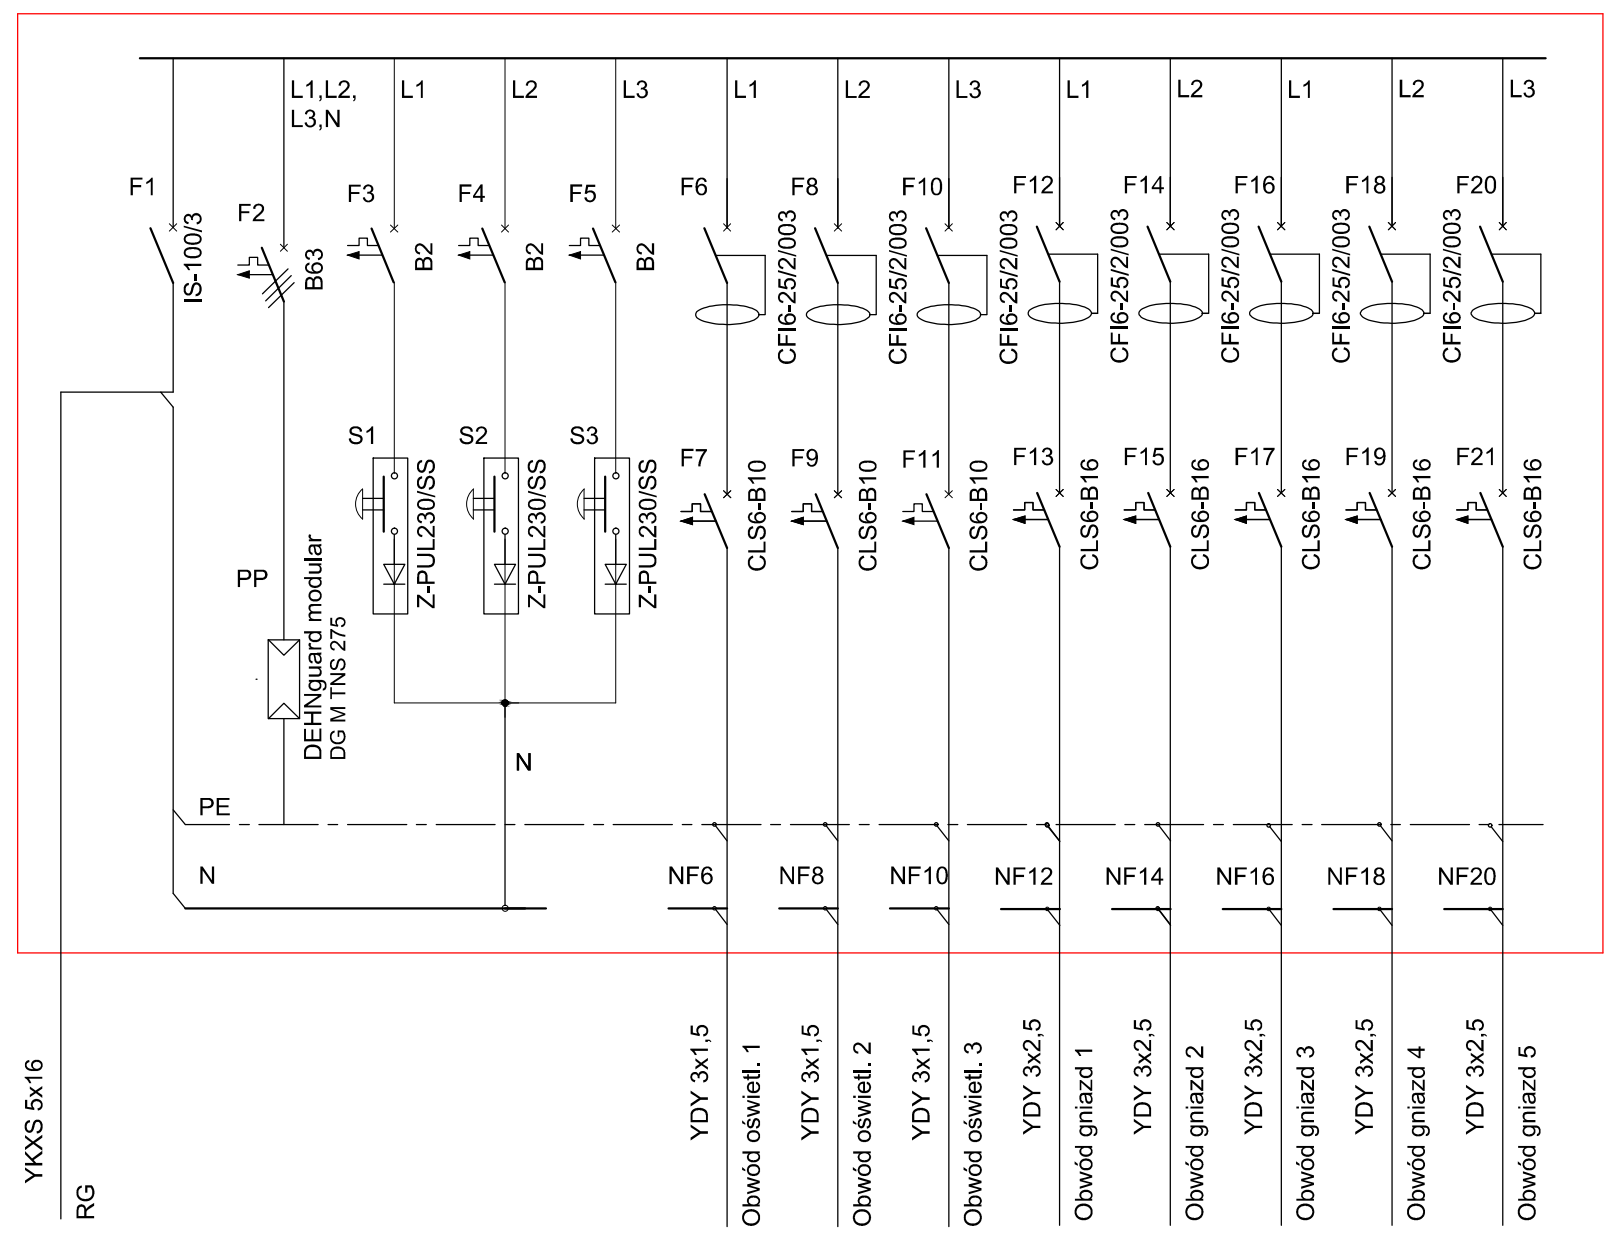 L1,L2,
L3,N
L1
L2
L3
L1
L2
L3
L1
L2
L1
L2
L3
F1
IS-100/3
F2
B63
F3
B2
F4
B2
F5
B2
F6
CFI6-25/2/003
F8
CFI6-25/2/003
F10
CFI6-25/2/003
F12
CFI6-25/2/003
F14
CFI6-25/2/003
F16
CFI6-25/2/003
F18
CFI6-25/2/003
F20
S1
Z-PUL230/SS
S2
Z-PUL230/SS
S3
Z-PUL230/SS
F7
CLS6-B10
F9
CLS6-B10
F11
CLS6-B10
F13
CLS6-B16
F15
CLS6-B16
F17
CLS6-B16
F19
CLS6-B16
F21
CLS6-B16
PP
DEHNguard modular
DG M TNS 275
N
PE
N
NF6
NF8
NF10
NF12
NF14
NF16
NF18
NF20
YKXS 5x16
RG
YDY 3x1,5
Obwód oświetl. 1
YDY 3x1,5
Obwód oświetl. 2
YDY 3x1,5
Obwód oświetl. 3
YDY 3x2,5
Obwód gniazd 1
YDY 3x2,5
Obwód gniazd 2
YDY 3x2,5
Obwód gniazd 3
YDY 3x2,5
Obwód gniazd 4
YDY 3x2,5
Obwód gniazd 5